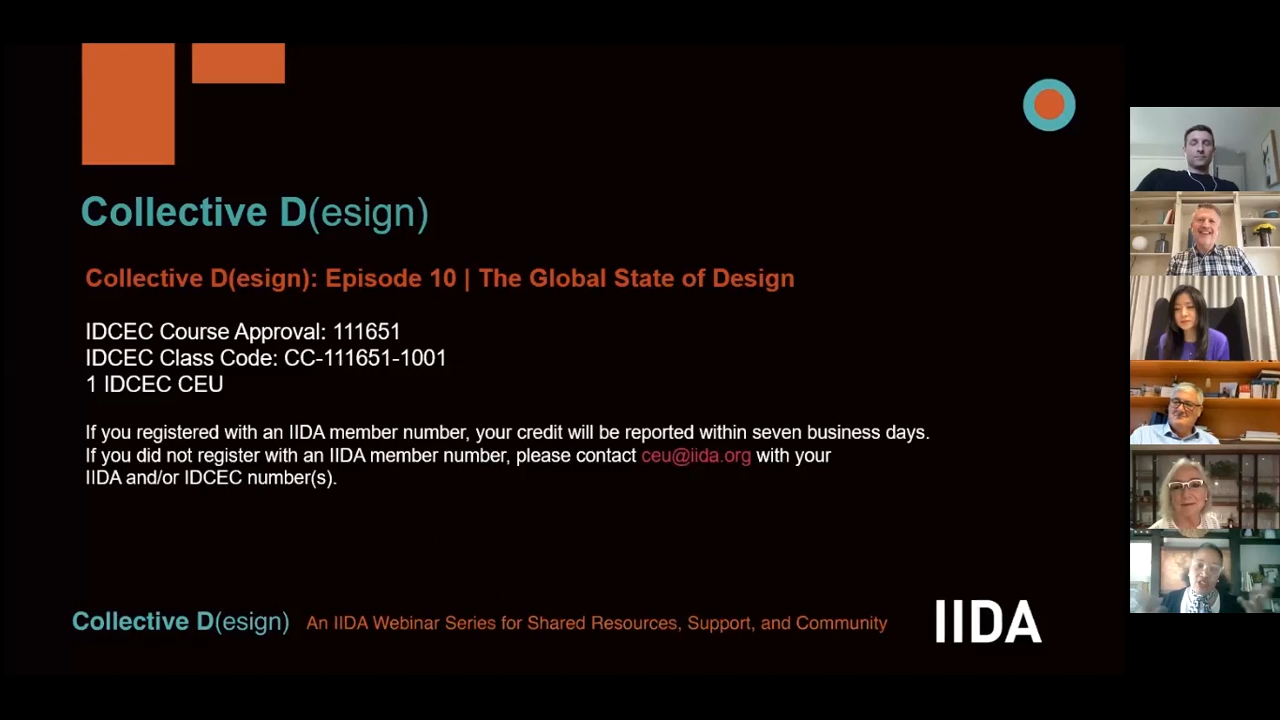 Collective D(esign)
Collective D(esign): Episode 10 | The Global State of Design
IDCEC Course Approval: 111651
IDCEC Class Code: CC-111651-1001
1 IDCEC CEU
If you registered with an IIDA member number, your credit will be reported within seven business days.
If you did not register with an IIDA member number, please contact ceu@iida.org with your
IIDA and/or IDCEC number(s).
Collective D(esign) An IIDA Webinar Series for Shared Resources, Support, and Community
IIDA